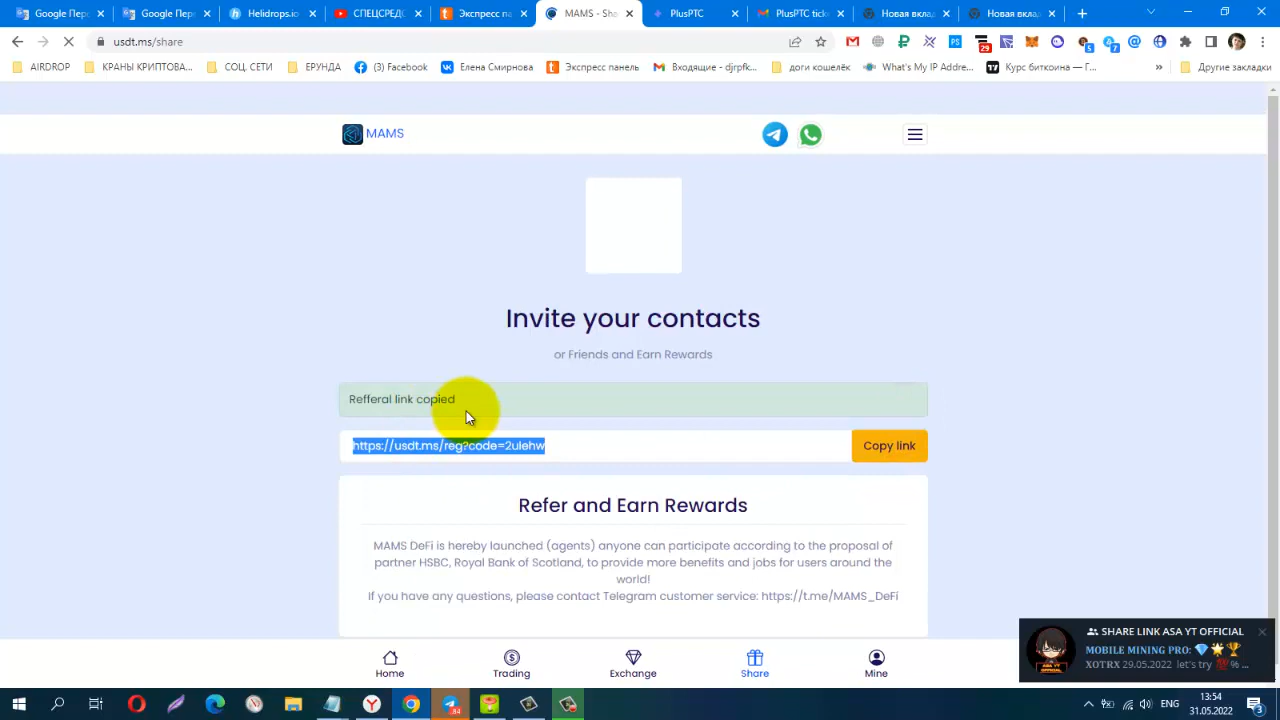 Google Пер
Google Пер
Helidrops.io
СПЕЦСРЕДС
Экспресс па
MAMS - Sha
PlusPTC
PlusPTC tick
Новая вкла
Новая вкла
usdt.ms/share
29
5
7
AIRDROP
КРАНЫ КРИПТОВА...
СОЦ. СЕТИ
ЕРУНДА
(3) Facebook
Елена Смирнова
Экспресс панель
Входящие - djrpfk...
доги кошелёк
What's My IP Addre...
Курс биткоина — Г...
»
Другие закладки
MAMS
Invite your contacts
or Friends and Earn Rewards
Refferal link copied
https://usdt.ms/reg?code=2uiehw
Copy link
Refer and Earn Rewards
MAMS DeFi is hereby launched (agents) anyone can participate according to the proposal of
partner HSBC, Royal Bank of Scotland, to provide more benefits and jobs for users around the
world!
If you have any questions, please contact Telegram customer service: https://t.me/MAMS_DeFi
SHARE LINK ASA YT OFFICIAL
MOBILE MINING PRO: 💎🌟🏆
XOTRX 29.05.2022 let's try 💯% ...
Home
Trading
Exchange
Share
Mine
84
ENG
13:54
31.05.2022
3